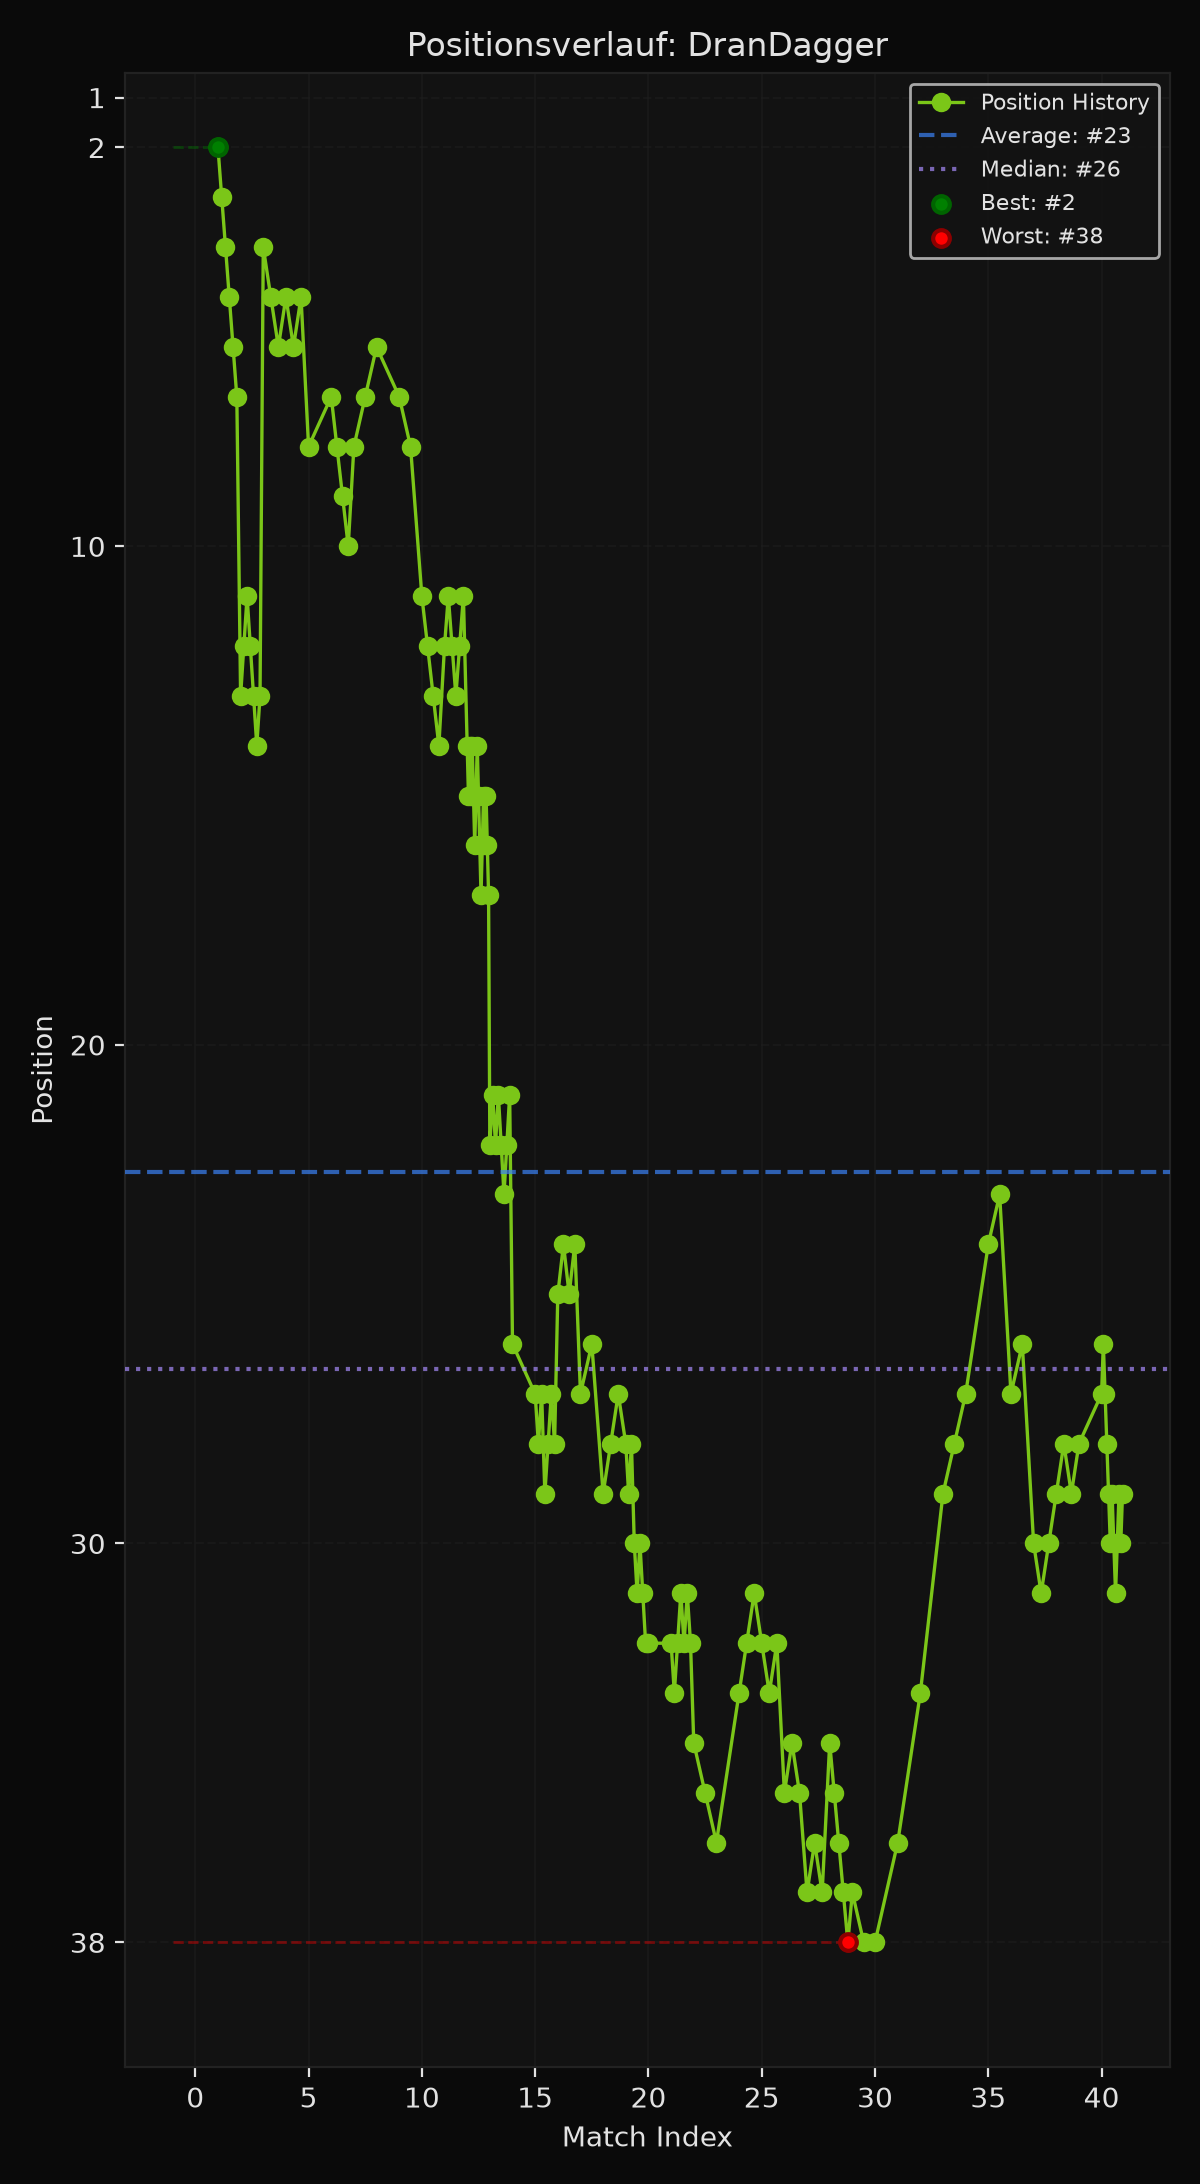 Positionsverlauf: DranDagger
Position History
Average: #23
Median: #26
Best: #2
Worst: #38
1
2
10
20
30
38
Position
0 5 10 15 20 25 30 35 40
Match Index